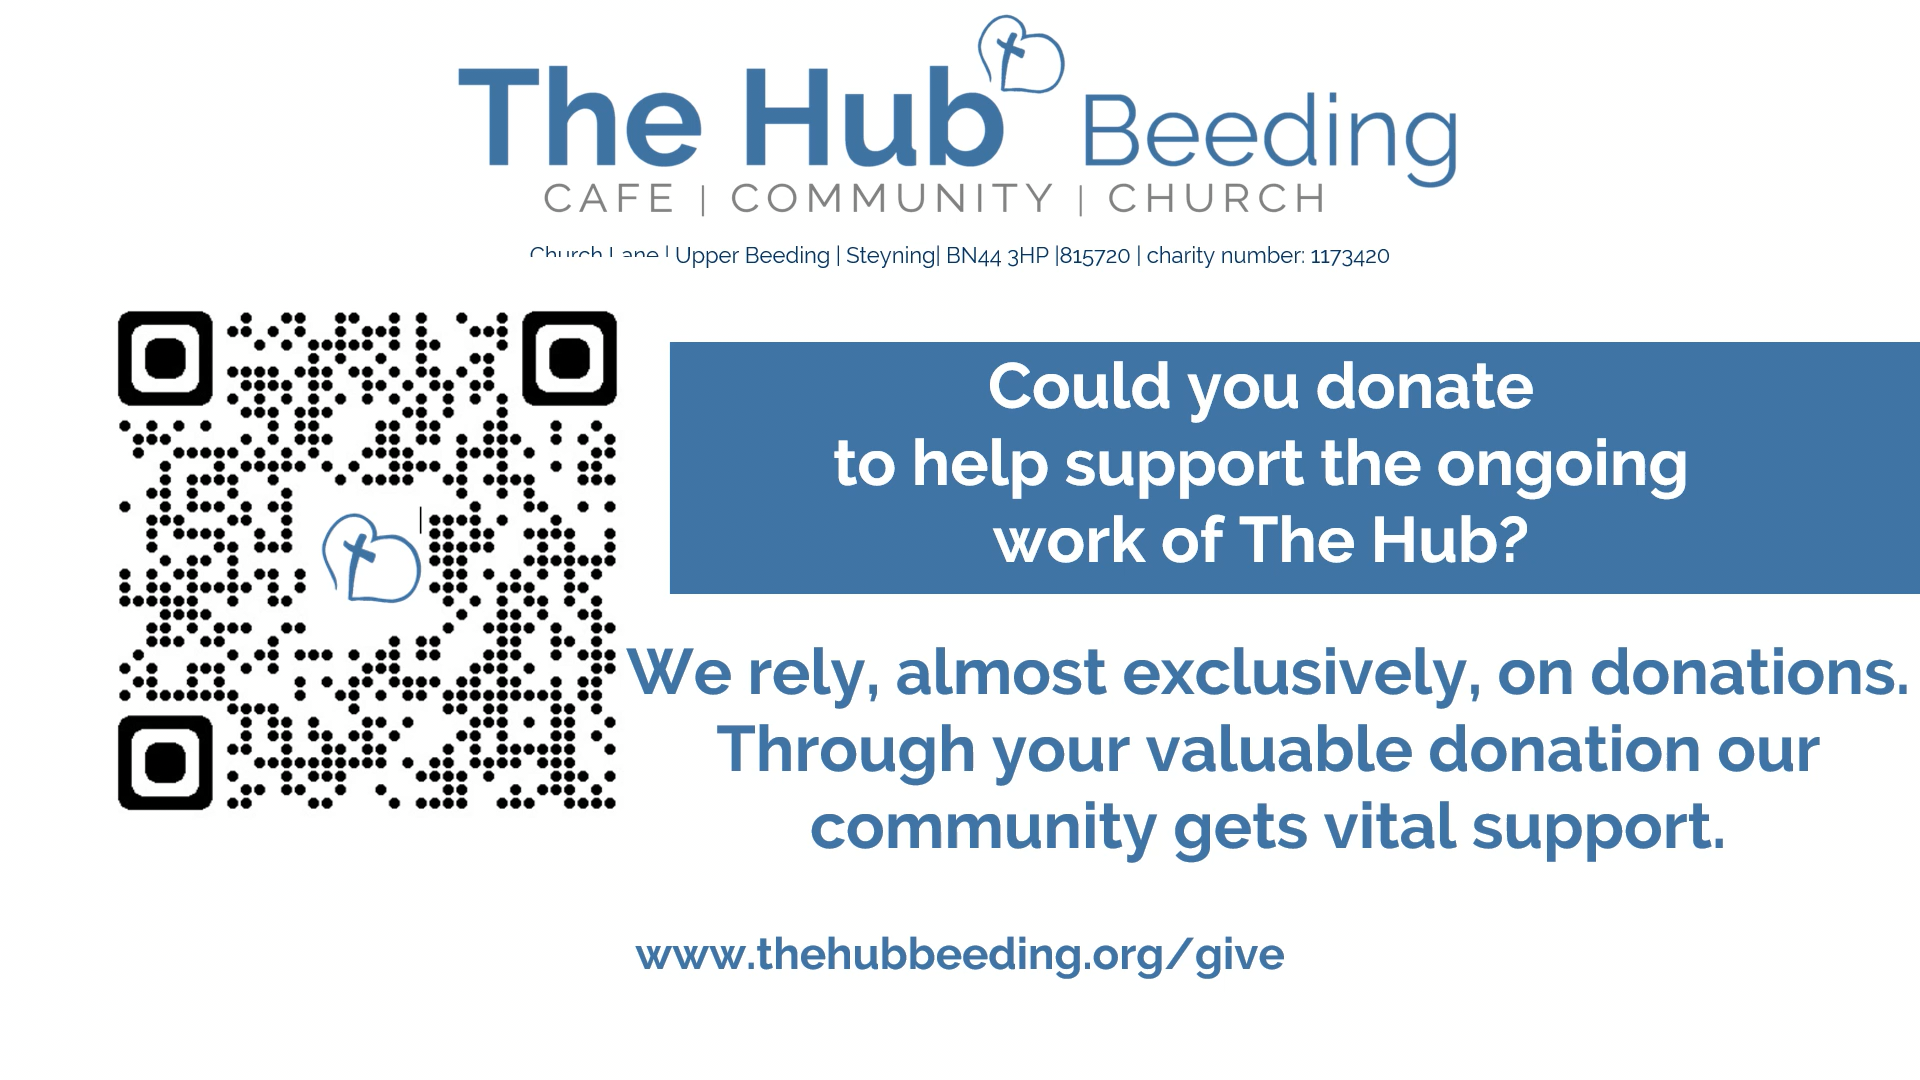 The Hub Beeding
CAFE | COMMUNITY | CHURCH
Church Lane | Upper Beeding | Steyning| BN44 3HP |815720 | charity number: 1173420
Could you donate
to help support the ongoing
work of The Hub?
We rely, almost exclusively, on donations.
Through your valuable donation our
community gets vital support.
www.thehubbeeding.org/give